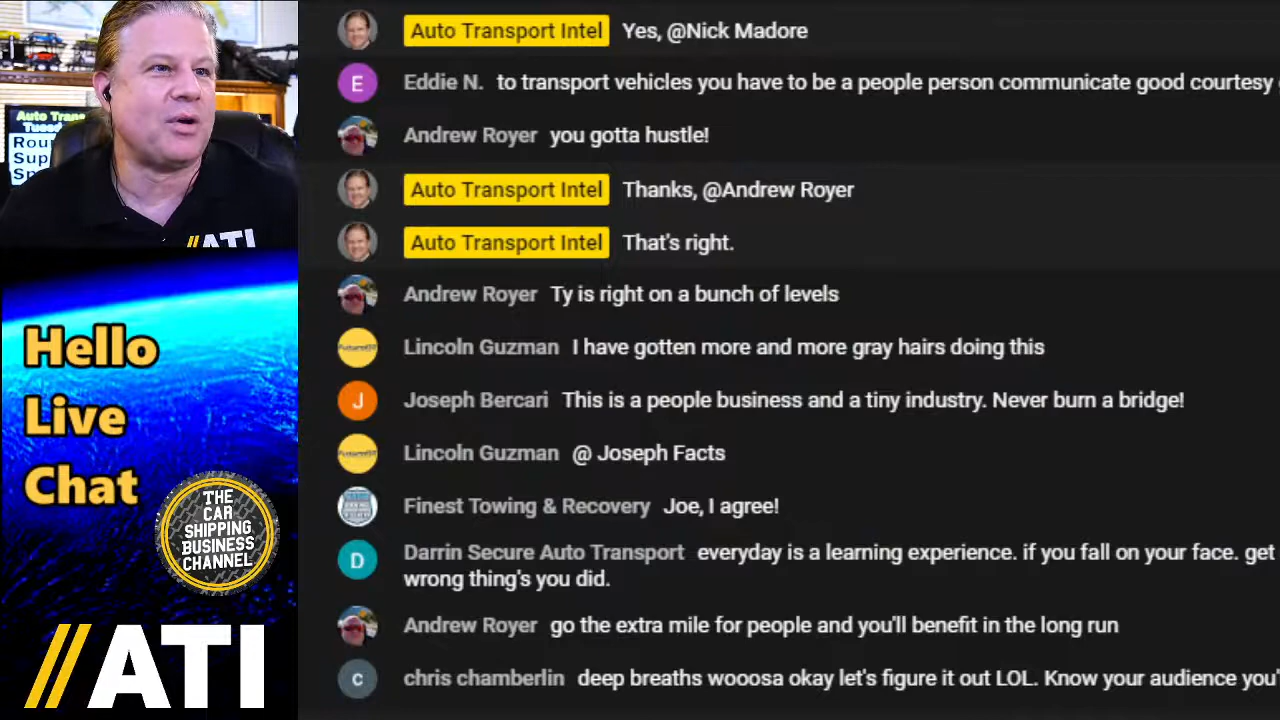 Auto Tran
Tuesd
Rou
Sup
Sp
//ATI
Hello
Live
Chat
THE
CAR
SHIPPING
BUSINESS
CHANNEL
//ATI
Auto Transport Intel Yes, @Nick Madore
E Eddie N. to transport vehicles you have to be a people person communicate good courtesy
Andrew Royer you gotta hustle!
Auto Transport Intel Thanks, @Andrew Royer
Auto Transport Intel That's right.
Andrew Royer Ty is right on a bunch of levels
Lincoln Guzman I have gotten more and more gray hairs doing this
J Joseph Bercari This is a people business and a tiny industry. Never burn a bridge!
Lincoln Guzman @ Joseph Facts
Finest Towing & Recovery Joe, I agree!
D Darrin Secure Auto Transport everyday is a learning experience. if you fall on your face. get
wrong thing's you did.
Andrew Royer go the extra mile for people and you'll benefit in the long run
c chris chamberlin deep breaths wooosa okay let's figure it out LOL. Know your audience you'